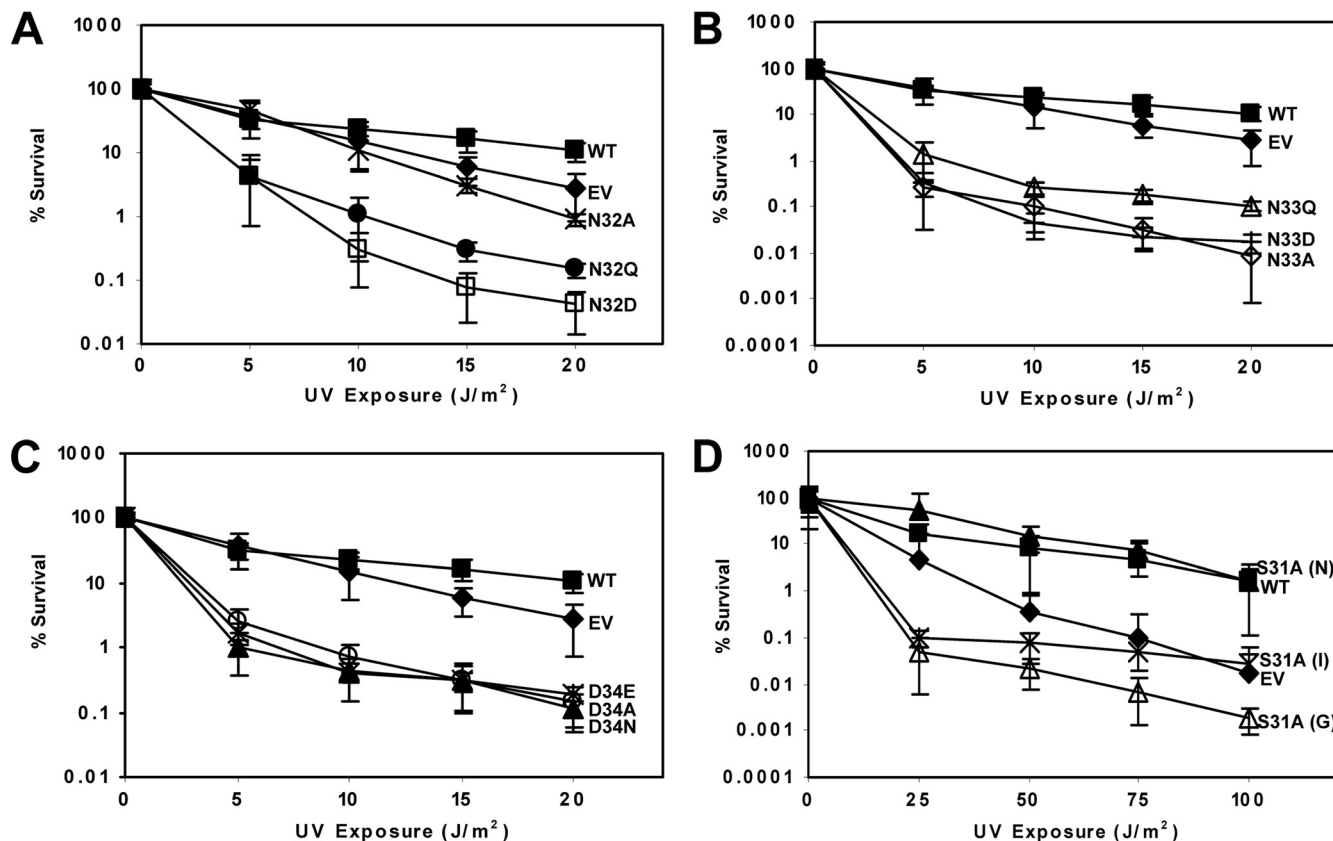 A
1000
100
10
1
0.1
0.01
% Survival
0
5
10
15
20
UV Exposure (J/m²)
WT
EV
N32A
N32Q
N32D
B
1000
100
10
1
0.1
0.01
0.001
0.0001
% Survival
0
5
10
15
20
UV Exposure (J/m²)
WT
EV
N33Q
N33D
N33A
C
1000
100
10
1
0.1
0.01
% Survival
0
5
10
15
20
UV Exposure (J/m²)
WT
EV
D34E
D34A
D34N
D
1000
100
10
1
0.1
0.01
0.001
0.0001
% Survival
0
25
50
75
100
UV Exposure (J/m²)
S31A (N)
WT
S31A (I)
EV
S31A (G)